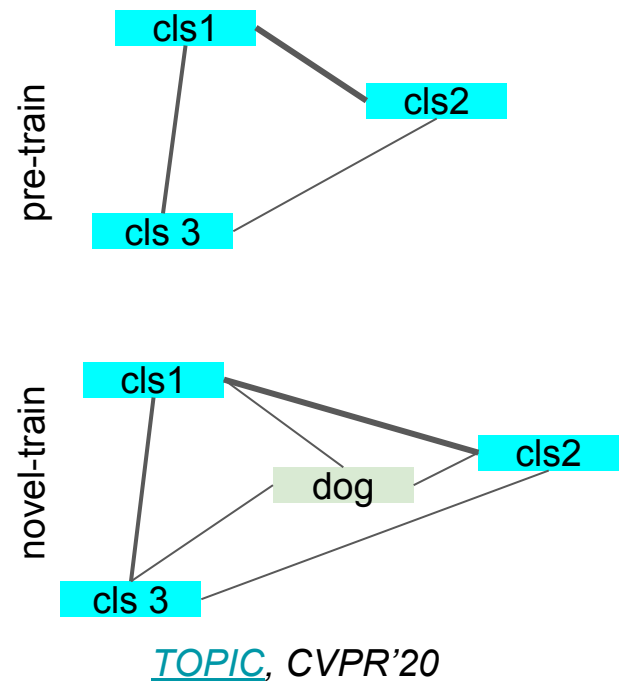 pre-train
cls1
cls2
cls 3
novel-train
cls1
cls2
dog
cls 3
TOPIC, CVPR’20